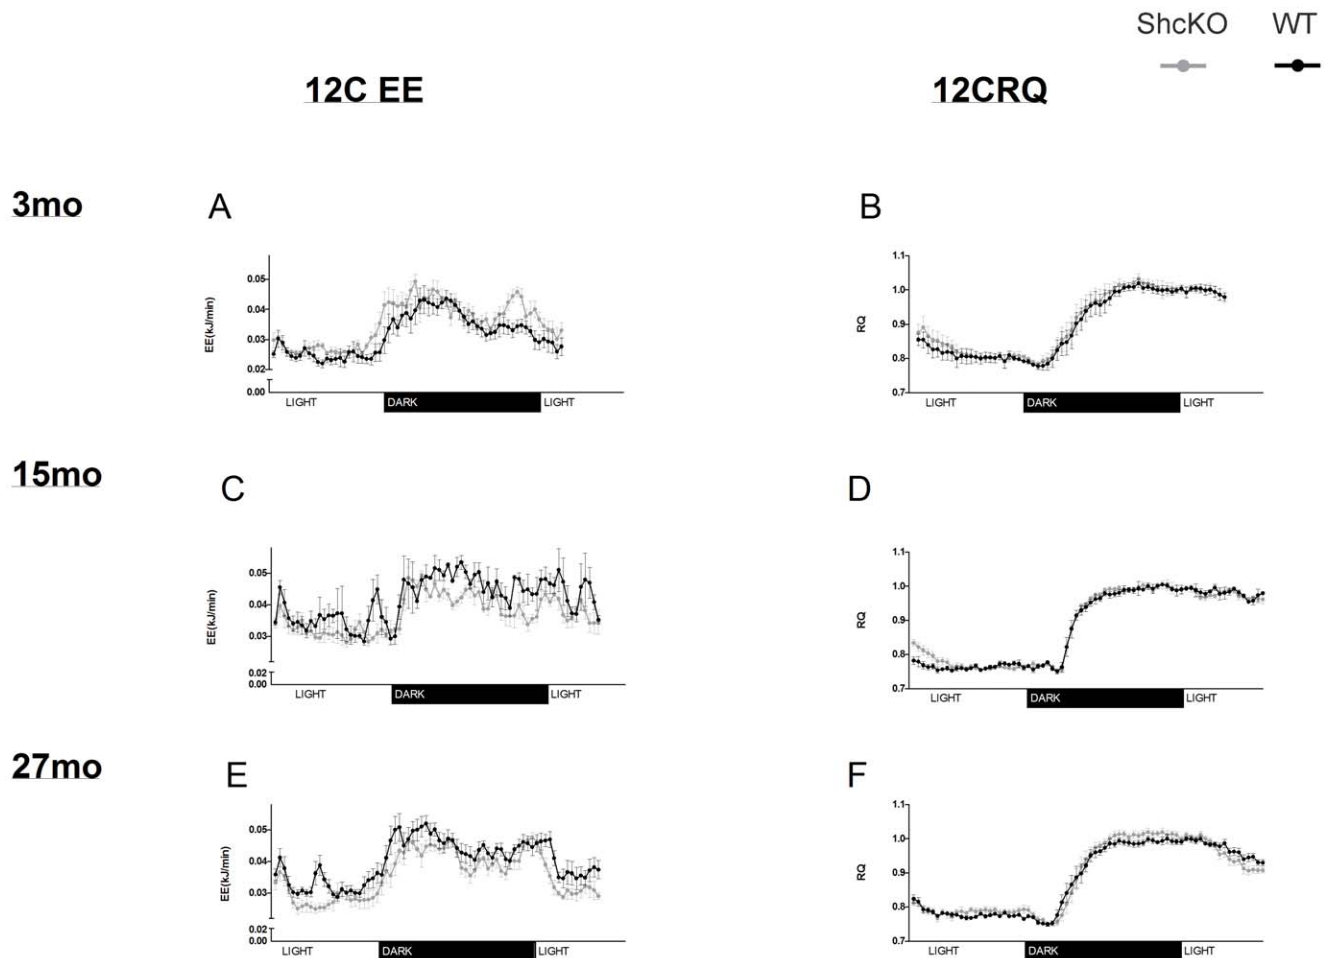 ShcKO WT
12C EE 12CRQ
3mo
A B
0.05
0.04
0.03
0.02
0.00
EE(kJ/min)
LIGHT DARK LIGHT
1.1
1.0
0.9
0.8
0.7
RQ
LIGHT DARK LIGHT
15mo
C D
0.05
0.04
0.03
0.02
0.00
EE(kJ/min)
LIGHT DARK LIGHT
1.1
1.0
0.9
0.8
0.7
RQ
LIGHT DARK LIGHT
27mo
E F
0.05
0.04
0.03
0.02
0.00
EE(kJ/min)
LIGHT DARK LIGHT
1.1
1.0
0.9
0.8
0.7
RQ
LIGHT DARK LIGHT